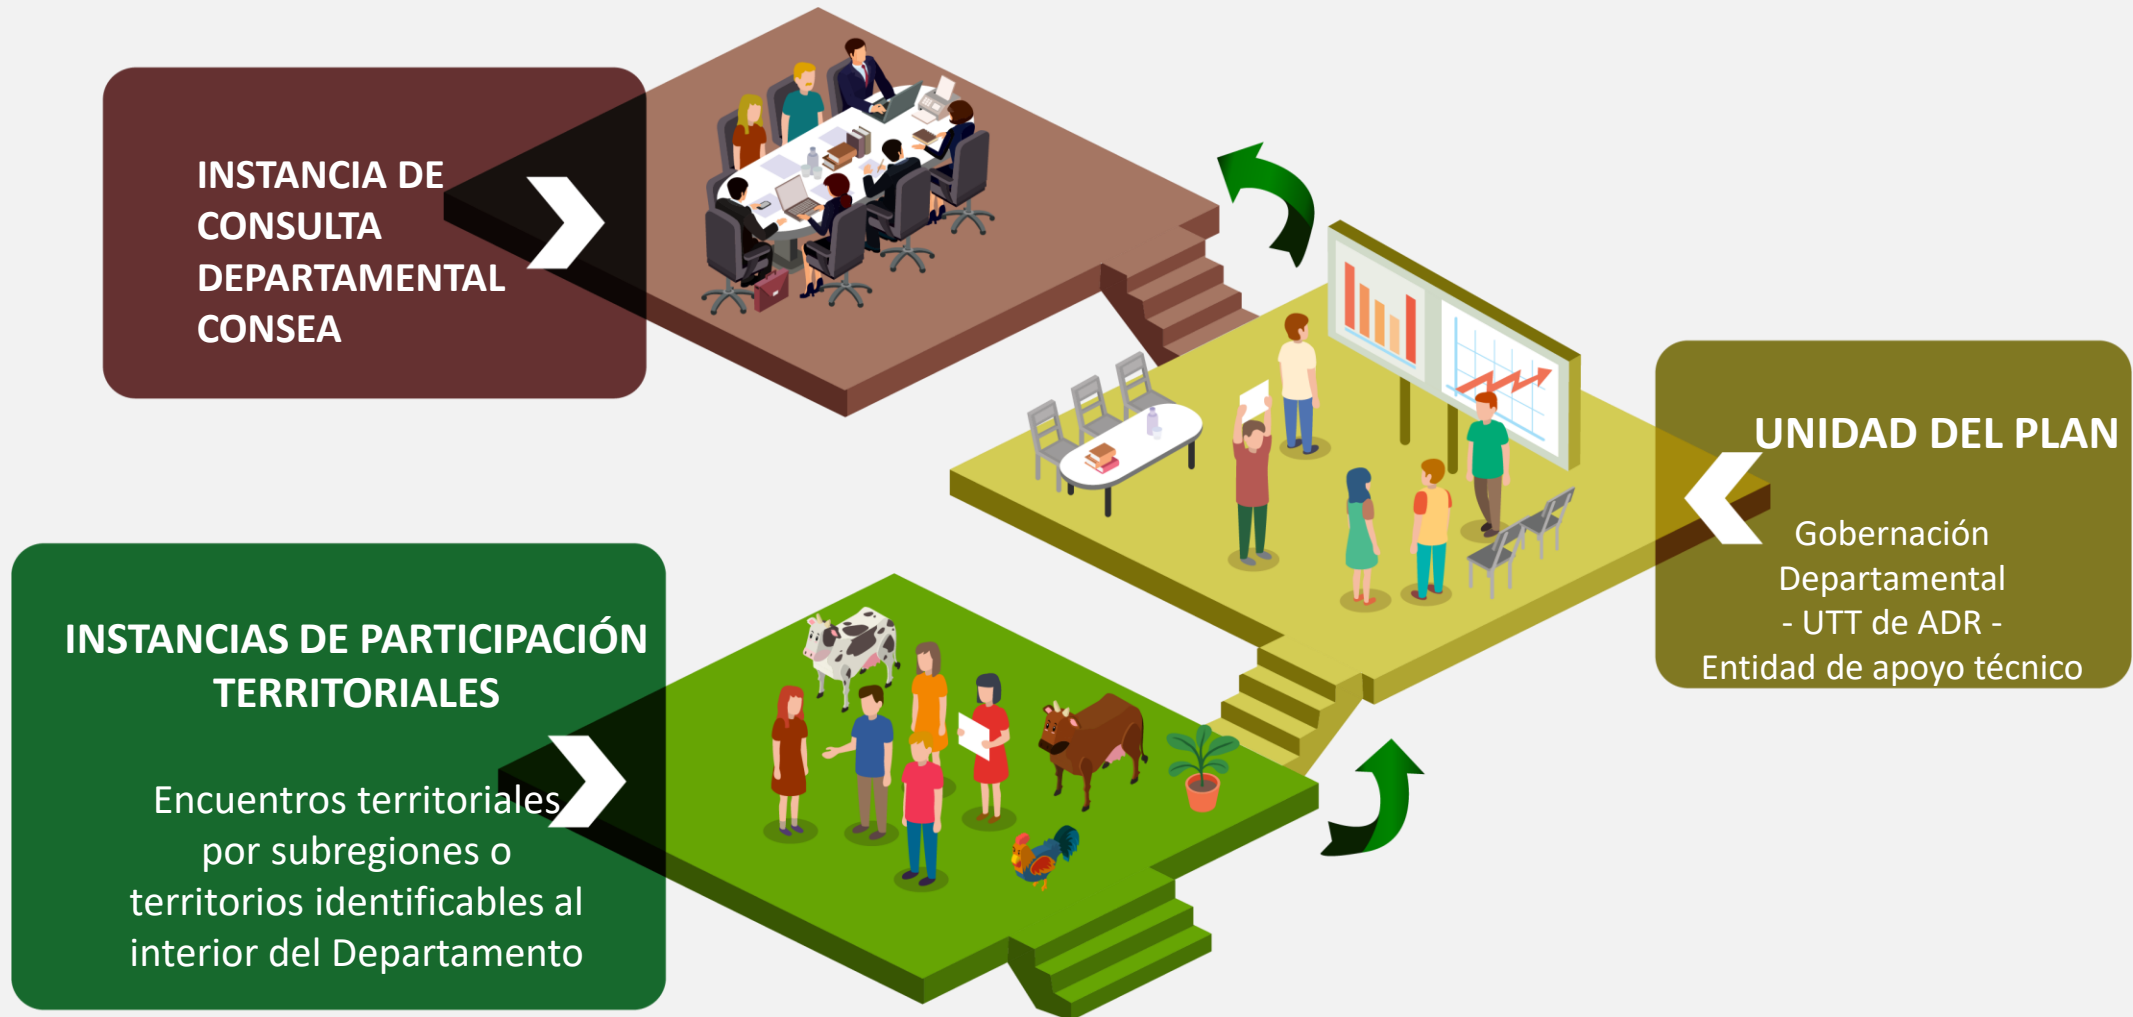 INSTANCIA DE
CONSULTA
DEPARTAMENTAL
CONSEA
UNIDAD DEL PLAN
Gobernación
Departamental
- UTT de ADR -
Entidad de apoyo técnico
INSTANCIAS DE PARTICIPACIÓN
TERRITORIALES
Encuentros territoriales
por subregiones o
territorios identificables al
interior del Departamento